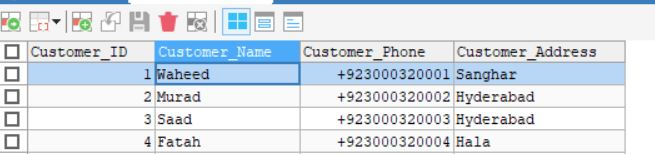 Customer_ID Customer_Name Customer_Phone Customer_Address
1 Waheed +923000320001 Sanghar
2 Murad +923000320002 Hyderabad
3 Saad +923000320003 Hyderabad
4 Fatah +923000320004 Hala